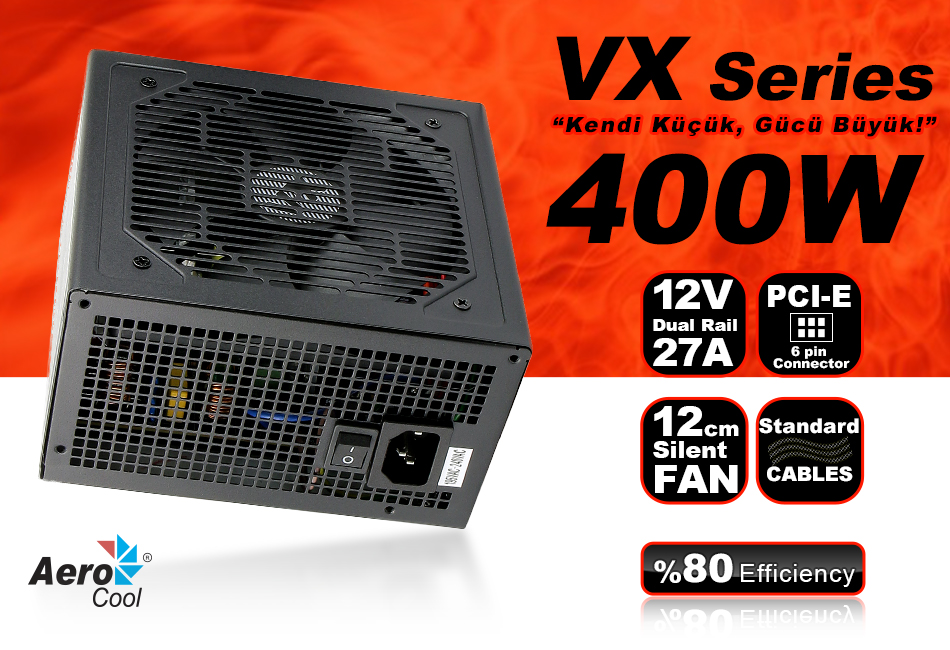 VX Series
“Kendi Küçük, Gücü Büyük!”
400W
12V
Dual Rail
27A
PCI-E
6 pin
Connector
12cm
Silent
FAN
Standard
CABLES
%80 Efficiency
Aero
Cool
®